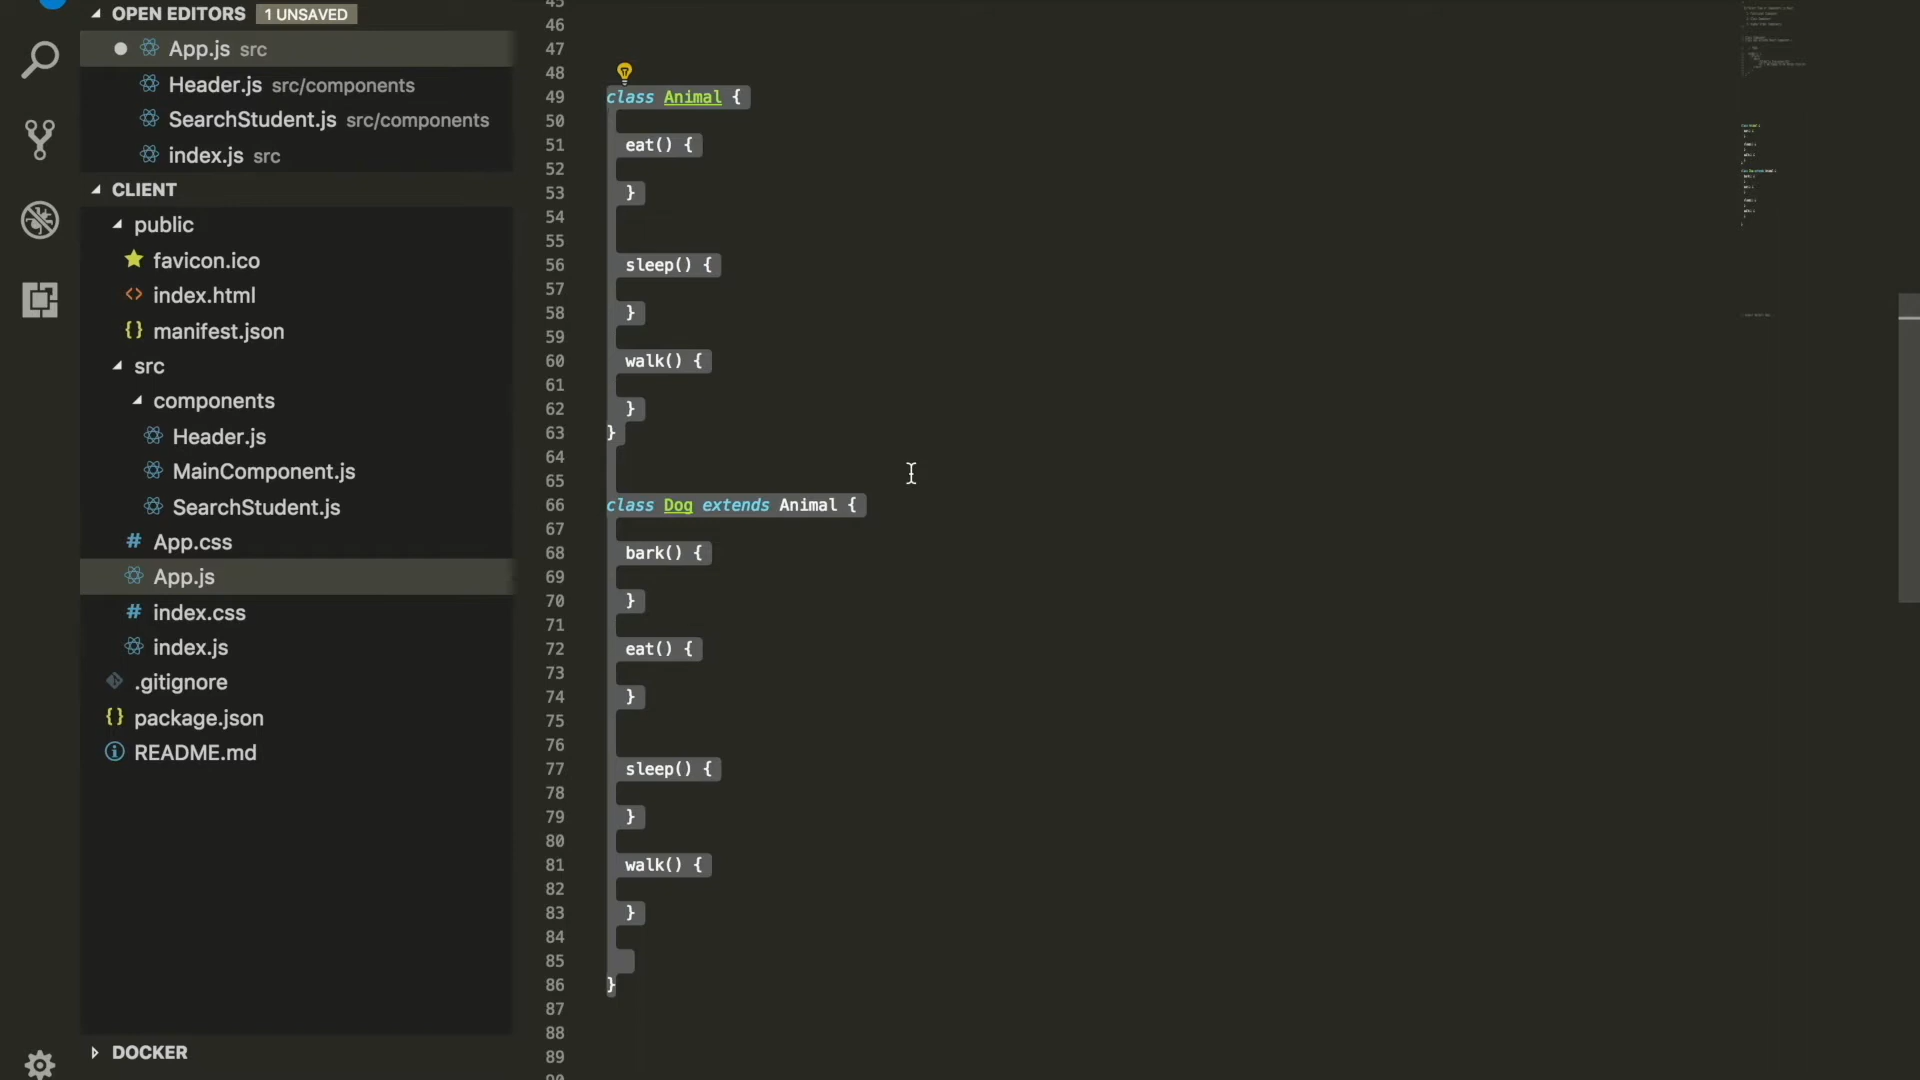 OPEN EDITORS 1 UNSAVED
App.js src
Header.js src/components
SearchStudent.js src/components
index.js src
CLIENT
public
favicon.ico
<> index.html
{} manifest.json
src
components
Header.js
MainComponent.js
SearchStudent.js
# App.css
App.js
# index.css
index.js
.gitignore
{} package.json
README.md
DOCKER
45
46
47
48
49 class Animal {
50
51 eat() {
52
53 }
54
55
56 sleep() {
57
58 }
59
60 walk() {
61
62 }
63 }
64
65
66 class Dog extends Animal {
67
68 bark() {
69
70 }
71
72 eat() {
73
74 }
75
76
77 sleep() {
78
79 }
80
81 walk() {
82
83 }
84
85
86 }
87
88
89
90